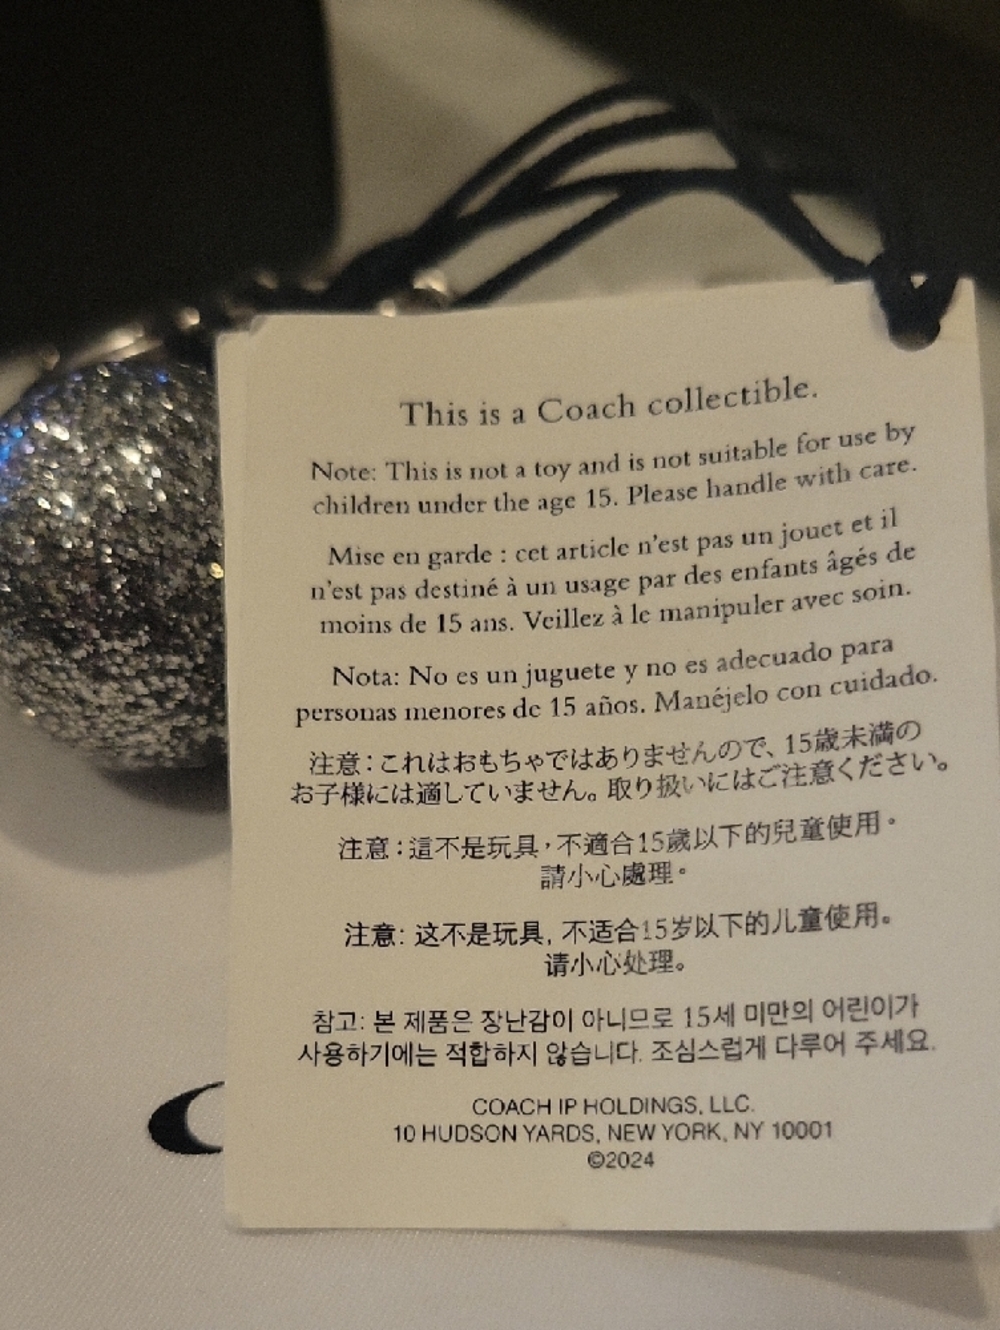 This is a Coach collectible.
Note: This is not a toy and is not suitable for use by
children under the age 15. Please handle with care.
Mise en garde : cet article n'est pas un jouet et il
n'est pas destiné à un usage par des enfants âgés de
moins de 15 ans. Veillez à le manipuler avec soin.
Nota: No es un juguete y no es adecuado para
personas menores de 15 años. Manéjelo con cuidado.
注意：これはおもちゃではありませんので、15歳未満の
お子様には適していません。取り扱いにはご注意ください。
注意：這不是玩具，不適合15歲以下的兒童使用。
請小心處理。
注意: 这不是玩具, 不适合15岁以下的儿童使用。
请小心处理。
참고: 본 제품은 장난감이 아니므로 15세 미만의 어린이가
사용하기에는 적합하지 않습니다. 조심스럽게 다루어 주세요.
COACH IP HOLDINGS, LLC.
10 HUDSON YARDS, NEW YORK, NY 10001
©2024